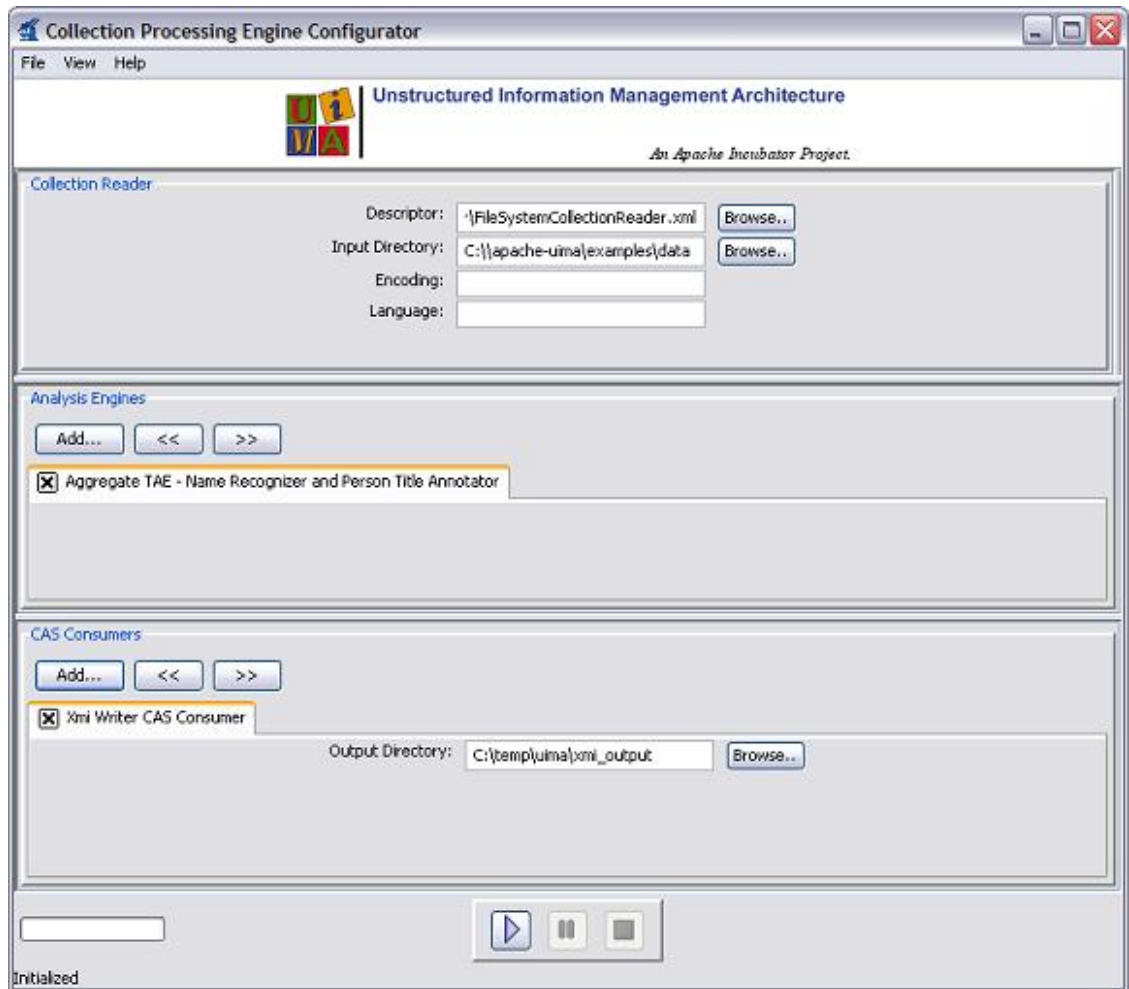 Collection Processing Engine Configurator
File View Help
UIMA
Unstructured Information Management Architecture
An Apache Incubator Project.
Collection Reader
Descriptor: \FileSystemCollectionReader.xml Browse..
Input Directory: C:\\apache-uima\examples\data Browse..
Encoding:
Language:
Analysis Engines
Add... << >>
Aggregate TAE - Name Recognizer and Person Title Annotator
CAS Consumers
Add... << >>
Xmi Writer CAS Consumer
Output Directory: C:\temp\uima\xmi_output Browse..
Initialized